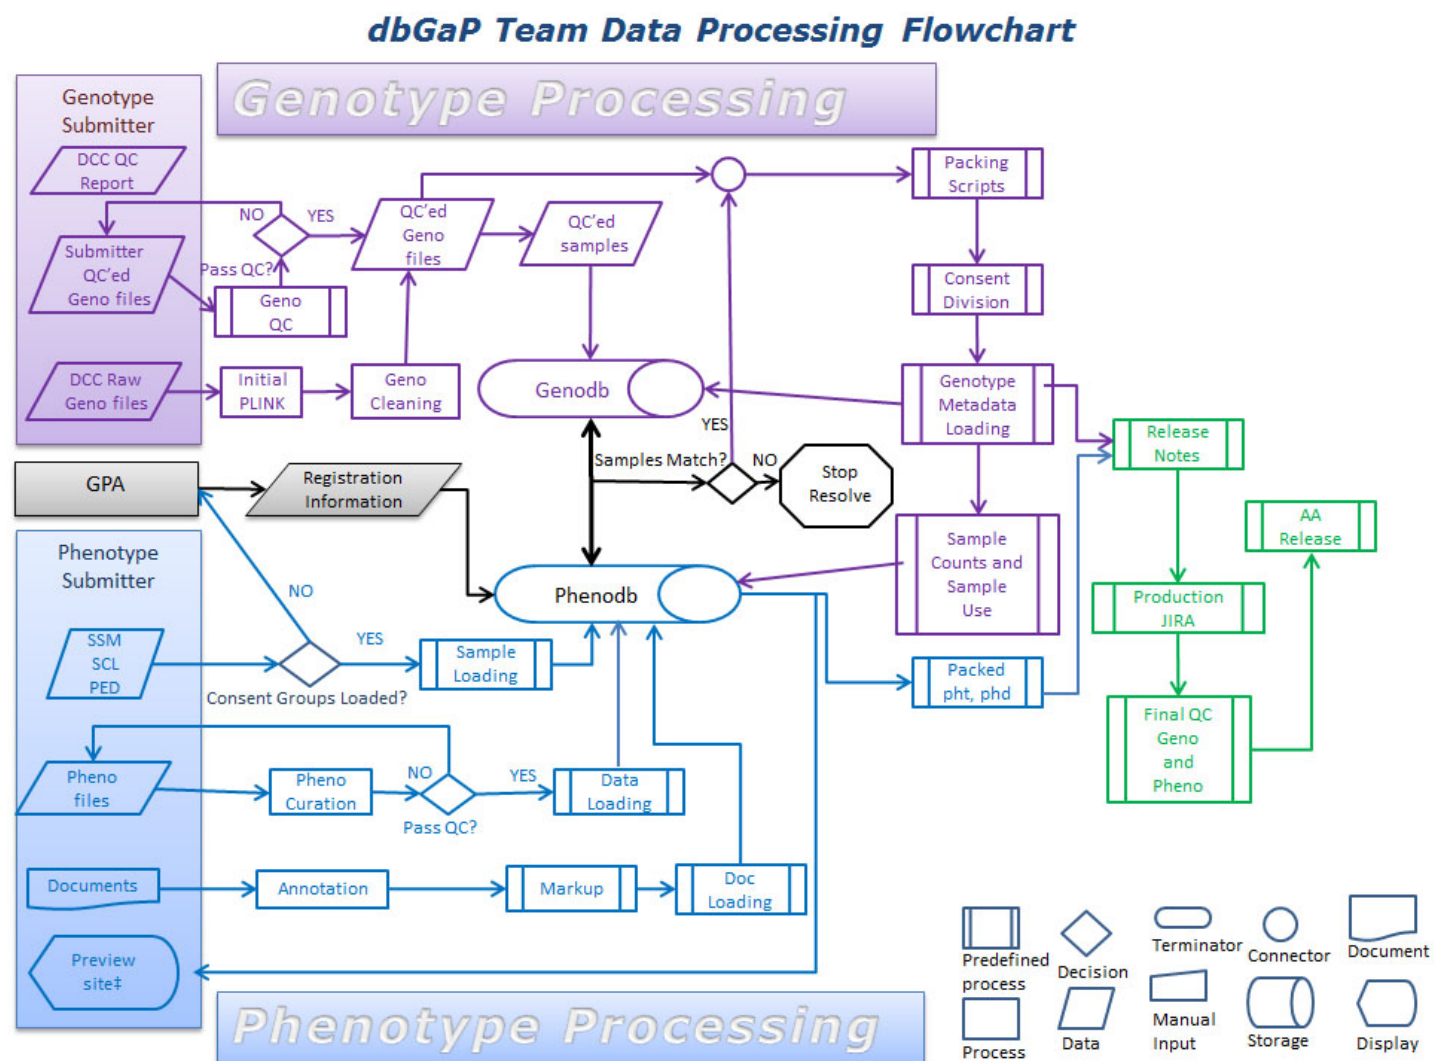 dbGaP Team Data Processing Flowchart
Genotype Processing
Genotype
Submitter
DCC QC
Report
NO
YES
Submitter
QC'ed
Geno files
Pass QC?
Geno
QC
QC'ed
Geno
files
QC'ed
samples
Packing
Scripts
Consent
Division
DCC Raw
Geno files
Initial
PLINK
Geno
Cleaning
Genodb
Genotype
Metadata
Loading
Release
Notes
YES
Samples Match?
NO
Stop
Resolve
GPA
Registration
Information
Sample
Counts and
Sample
Use
AA
Release
Phenotype
Submitter
NO
Phenodb
Production
JIRA
SSM
SCL
PED
YES
Consent Groups Loaded?
Sample
Loading
Packed
pht, phd
Final QC
Geno
and
Pheno
Pheno
files
Pheno
Curation
NO
YES
Pass QC?
Data
Loading
Documents
Annotation
Markup
Doc
Loading
Preview
site‡
Phenotype Processing
Predefined
process
Decision
Terminator
Connector
Document
Process
Data
Manual
Input
Storage
Display